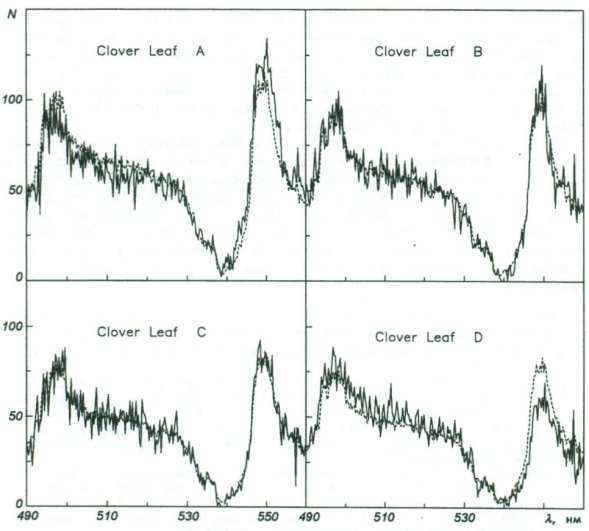 N
Clover Leaf A
Clover Leaf B
100
50
0
Clover Leaf C
Clover Leaf D
100
50
0
490 510 530 550 490 510 530 λ, нм